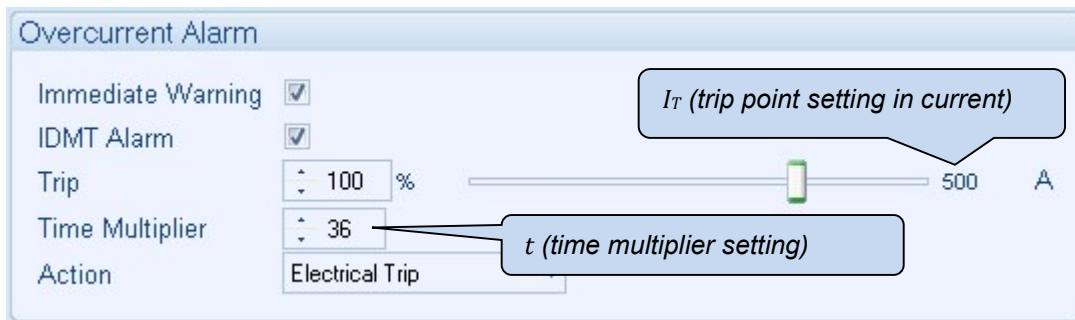 Overcurrent Alarm
Immediate Warning
IT (trip point setting in current)
IDMT Alarm
Trip 100 % 500 A
Time Multiplier 36
t (time multiplier setting)
Action Electrical Trip